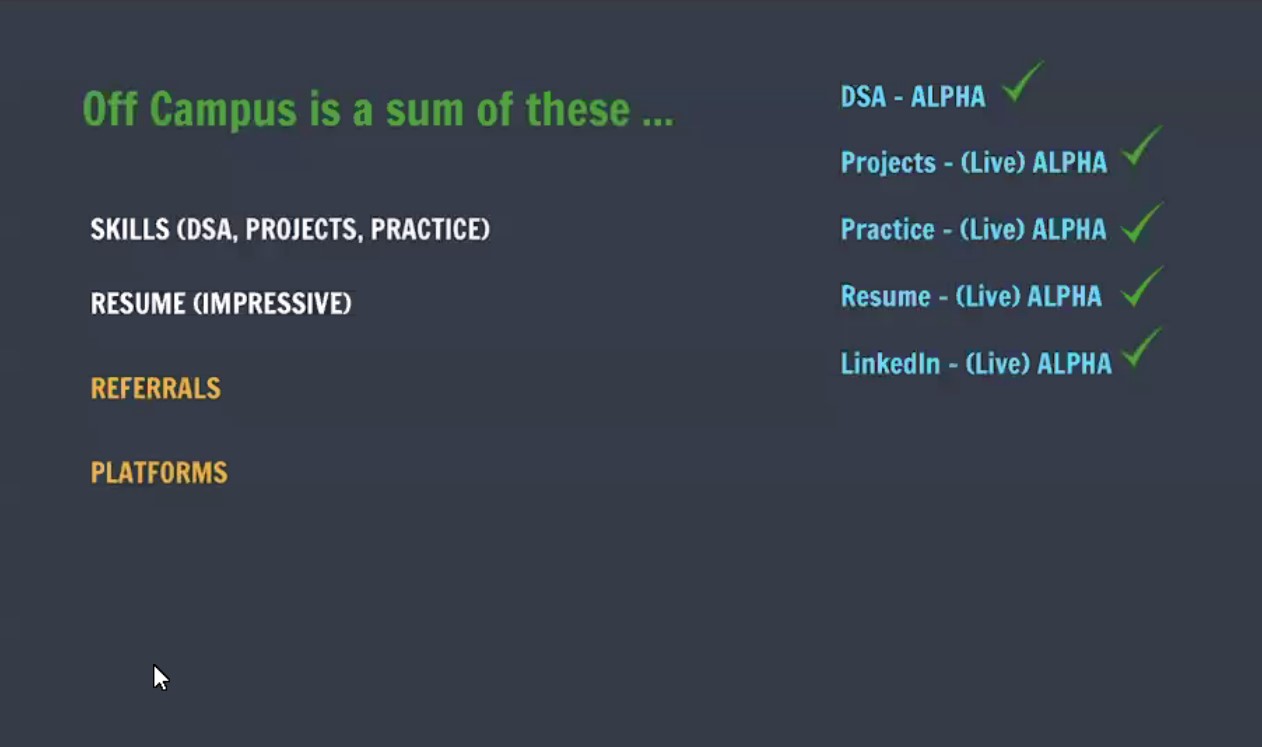 Off Campus is a sum of these ...
SKILLS (DSA, PROJECTS, PRACTICE)
RESUME (IMPRESSIVE)
REFERRALS
PLATFORMS
DSA - ALPHA
Projects - (Live) ALPHA
Practice - (Live) ALPHA
Resume - (Live) ALPHA
LinkedIn - (Live) ALPHA